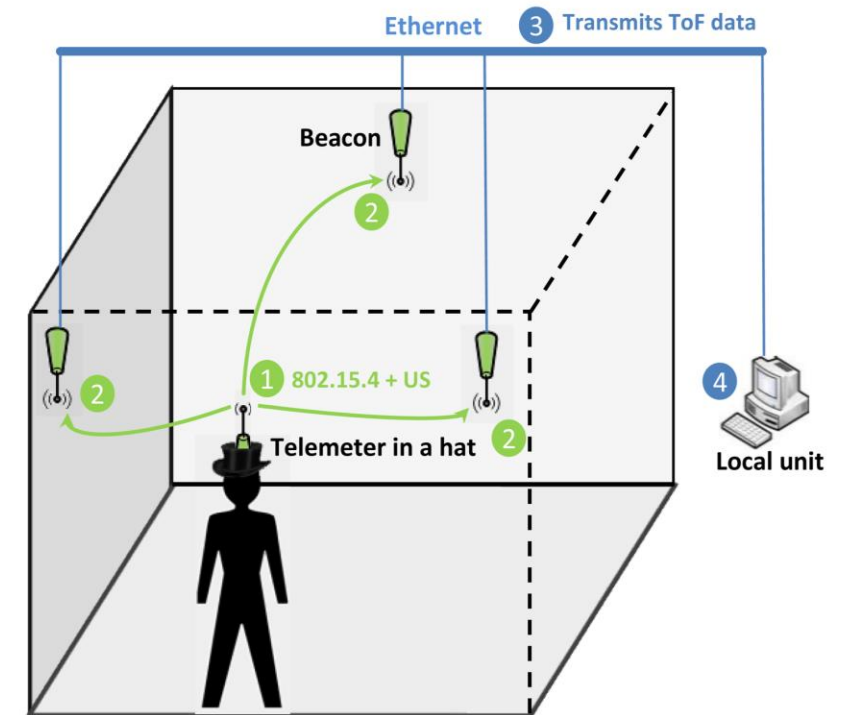 Ethernet
3 Transmits ToF data
Beacon
2
1 802.15.4 + US
2
2
4
Telemeter in a hat
Local unit